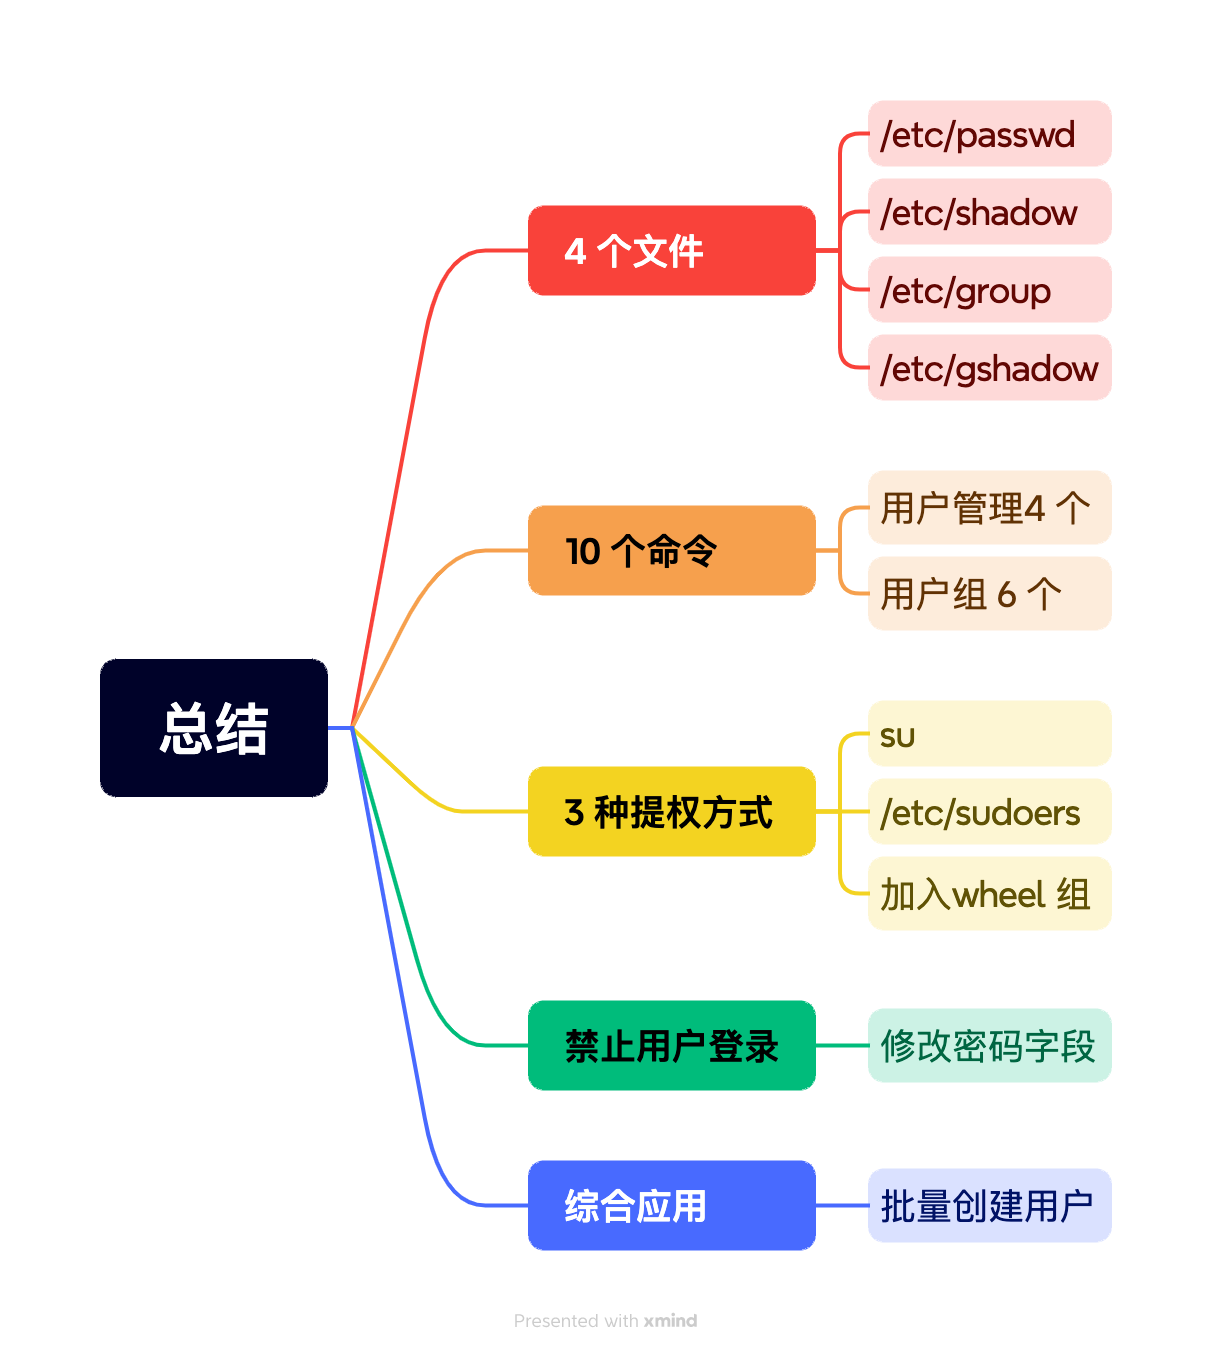 总结
4 个文件
/etc/passwd
/etc/shadow
/etc/group
/etc/gshadow
10 个命令
用户管理4 个
用户组 6 个
3 种提权方式
su
/etc/sudoers
加入wheel 组
禁止用户登录
修改密码字段
综合应用
批量创建用户
Presented with xmind